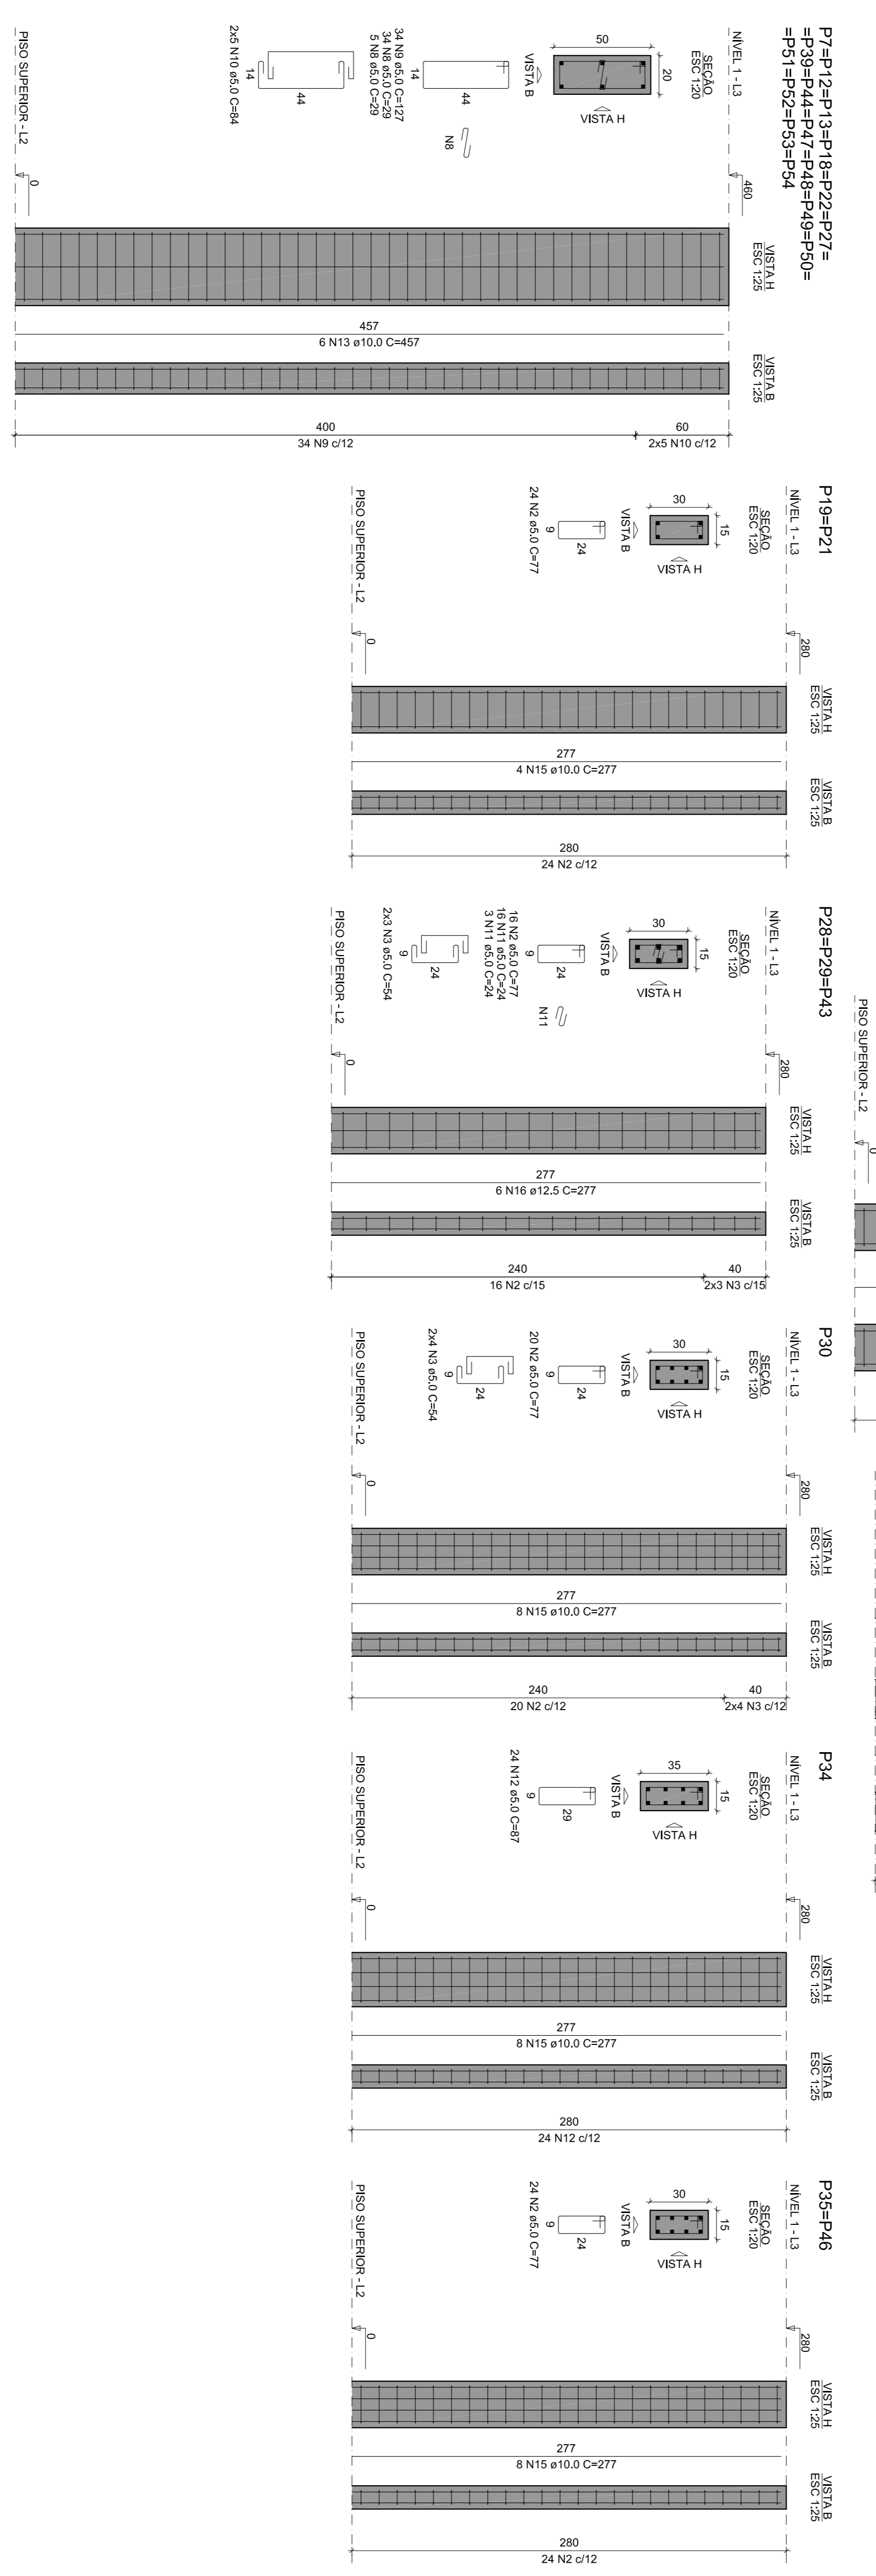 P7=P12=P13=P18=P22=P27=
=P39=P44=P47=P48=P49=P50=
=P51=P52=P53=P54
NÍVEL 1 - L3
SEÇÃO
ESC 1:20
50
20
VISTA H
VISTA B
44
14
N8
34 N9 ø5.0 C=127
34 N8 ø5.0 C=29
5 N8 ø5.0 C=29
44
14
2x5 N10 ø5.0 C=84
PISO SUPERIOR - L2
460
0
VISTA H
ESC 1:25
457
6 N13 ø10.0 C=457
VISTA B
ESC 1:25
400
34 N9 c/12
60
2x5 N10 c/12
P19=P21
NÍVEL 1 - L3
SEÇÃO
ESC 1:20
30
15
VISTA H
VISTA B
24
9
24 N2 ø5.0 C=77
PISO SUPERIOR - L2
280
0
VISTA H
ESC 1:25
277
4 N15 ø10.0 C=277
VISTA B
ESC 1:25
280
24 N2 c/12
P28=P29=P43
NÍVEL 1 - L3
SEÇÃO
ESC 1:20
30
15
VISTA H
VISTA B
24
9
N11
16 N2 ø5.0 C=77
16 N11 ø5.0 C=24
3 N11 ø5.0 C=24
24
9
2x3 N3 ø5.0 C=54
PISO SUPERIOR - L2
280
0
VISTA H
ESC 1:25
277
6 N16 ø12.5 C=277
VISTA B
ESC 1:25
240
16 N2 c/15
40
2x3 N3 c/15
PISO SUPERIOR - L2
0
P30
NÍVEL 1 - L3
SEÇÃO
ESC 1:20
30
15
VISTA H
VISTA B
24
9
20 N2 ø5.0 C=77
24
9
2x4 N3 ø5.0 C=54
PISO SUPERIOR - L2
280
0
VISTA H
ESC 1:25
277
8 N15 ø10.0 C=277
VISTA B
ESC 1:25
240
20 N2 c/12
40
2x4 N3 c/12
P34
NÍVEL 1 - L3
SEÇÃO
ESC 1:20
35
15
VISTA H
VISTA B
29
9
24 N12 ø5.0 C=87
PISO SUPERIOR - L2
280
0
VISTA H
ESC 1:25
277
8 N15 ø10.0 C=277
VISTA B
ESC 1:25
280
24 N12 c/12
P35=P46
NÍVEL 1 - L3
SEÇÃO
ESC 1:20
30
15
VISTA H
VISTA B
24
9
24 N2 ø5.0 C=77
PISO SUPERIOR - L2
280
0
VISTA H
ESC 1:25
277
8 N15 ø10.0 C=277
VISTA B
ESC 1:25
280
24 N2 c/12